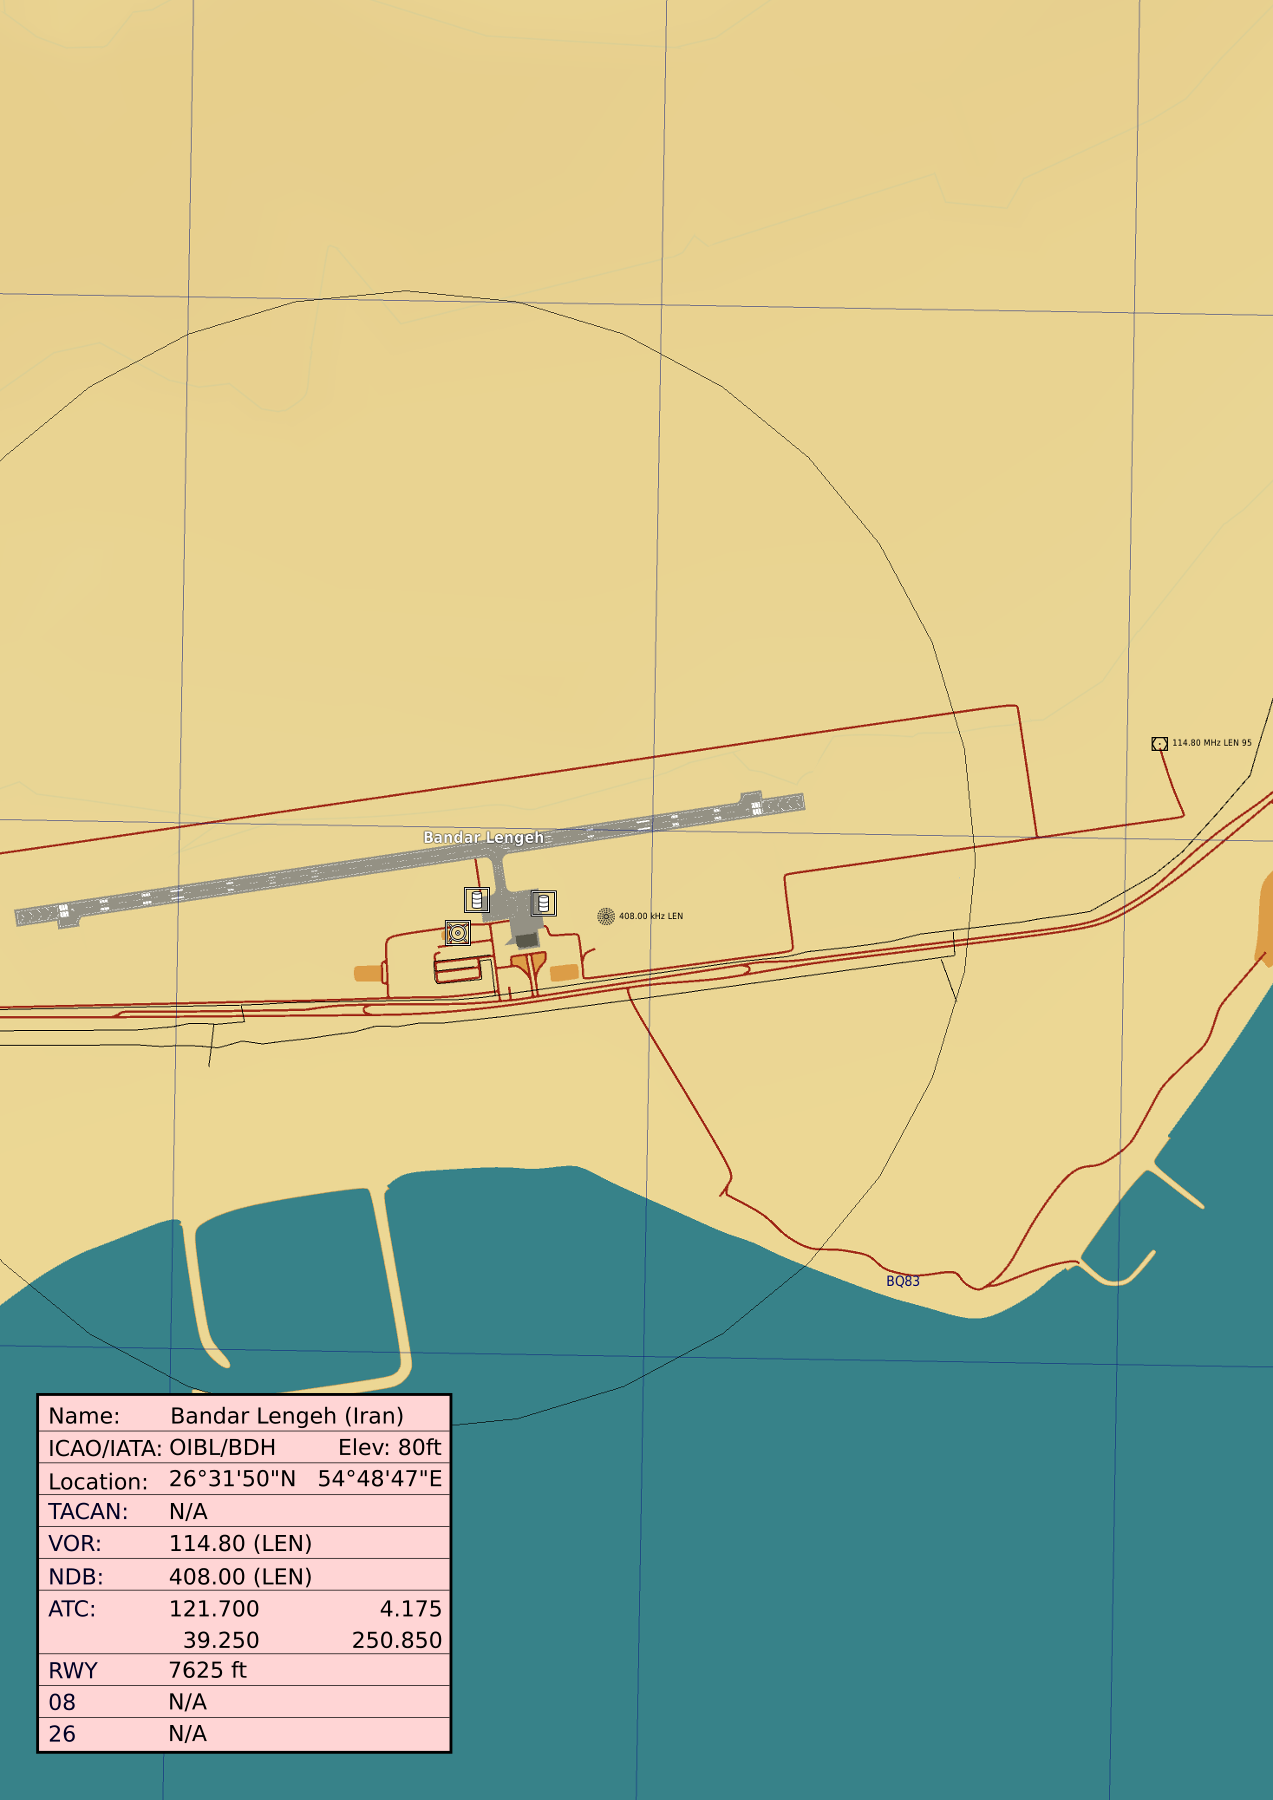 114.80 MHz LEN 95
Bandar Lengeh
408.00 kHz LEN
BQ83
Name: Bandar Lengeh (Iran)
ICAO/IATA: OIBL/BDH Elev: 80ft
Location: 26°31'50"N 54°48'47"E
TACAN: N/A
VOR: 114.80 (LEN)
NDB: 408.00 (LEN)
ATC: 121.700 4.175
39.250 250.850
RWY 7625 ft
08 N/A
26 N/A